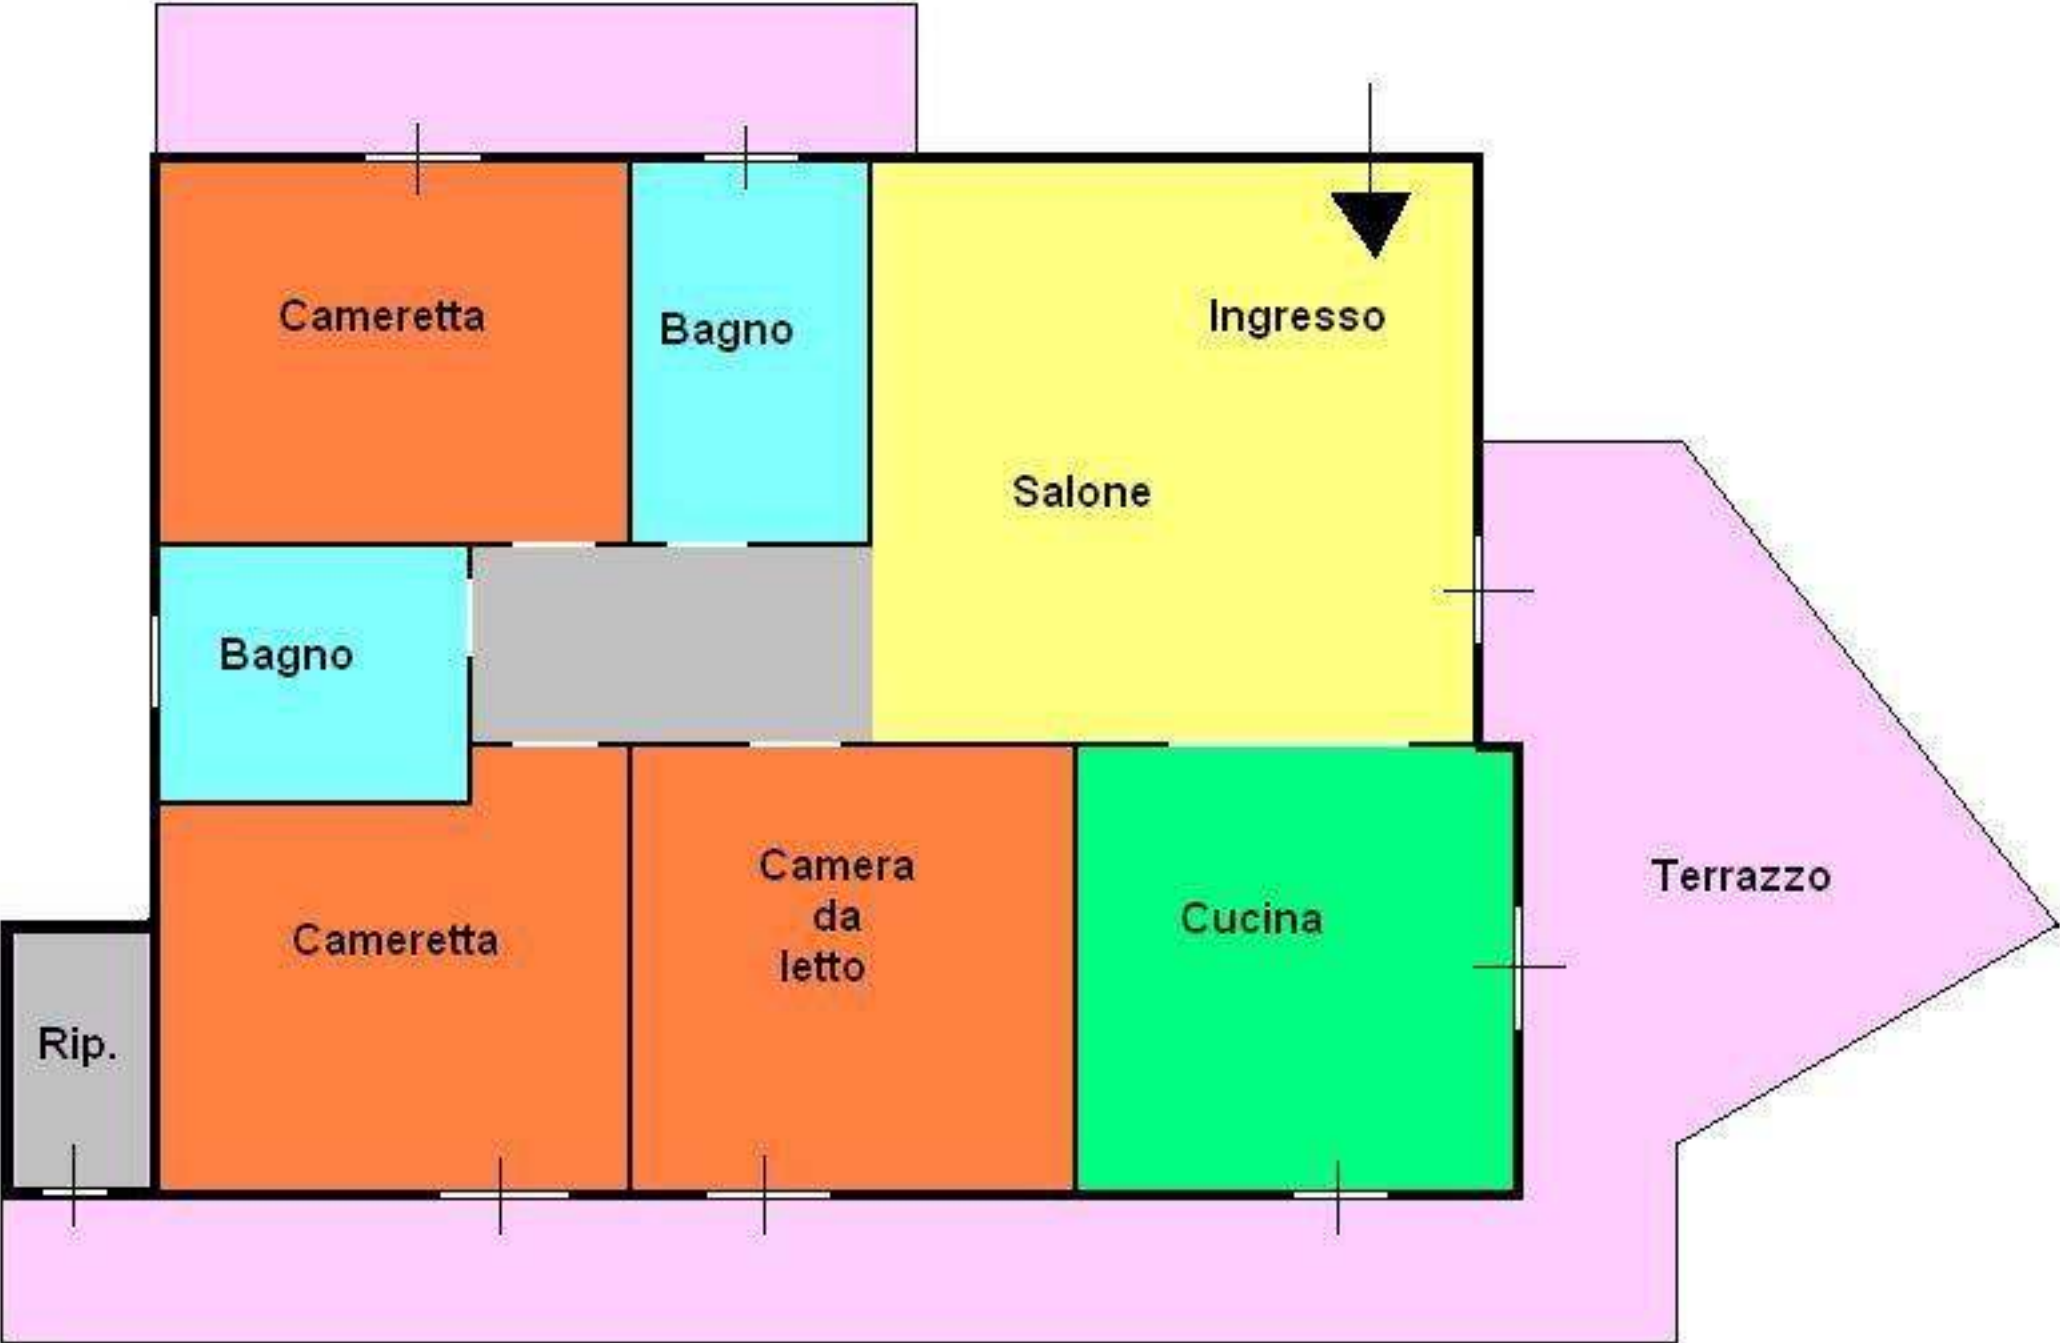 Cameretta
Bagno
Ingresso
Salone
Bagno
Camera
da
letto
Cucina
Terrazzo
Cameretta
Rip.